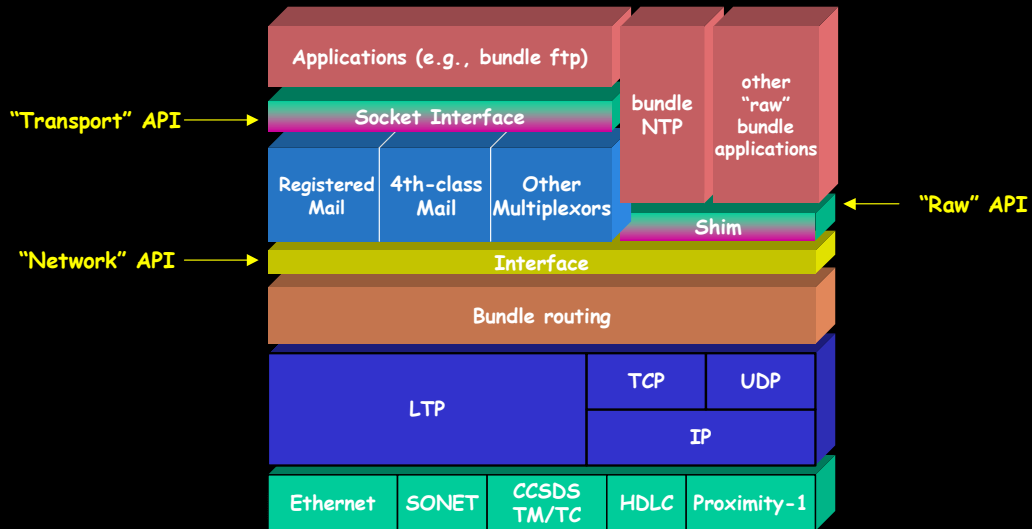 Applications (e.g., bundle ftp)
bundle
NTP
other
“raw”
bundle
applications
“Transport” API
Socket Interface
Registered
Mail
4th-class
Mail
Other
Multiplexors
“Raw” API
Shim
“Network” API
Interface
Bundle routing
LTP
TCP
UDP
IP
Ethernet
SONET
CCSDS
TM/TC
HDLC
Proximity-1